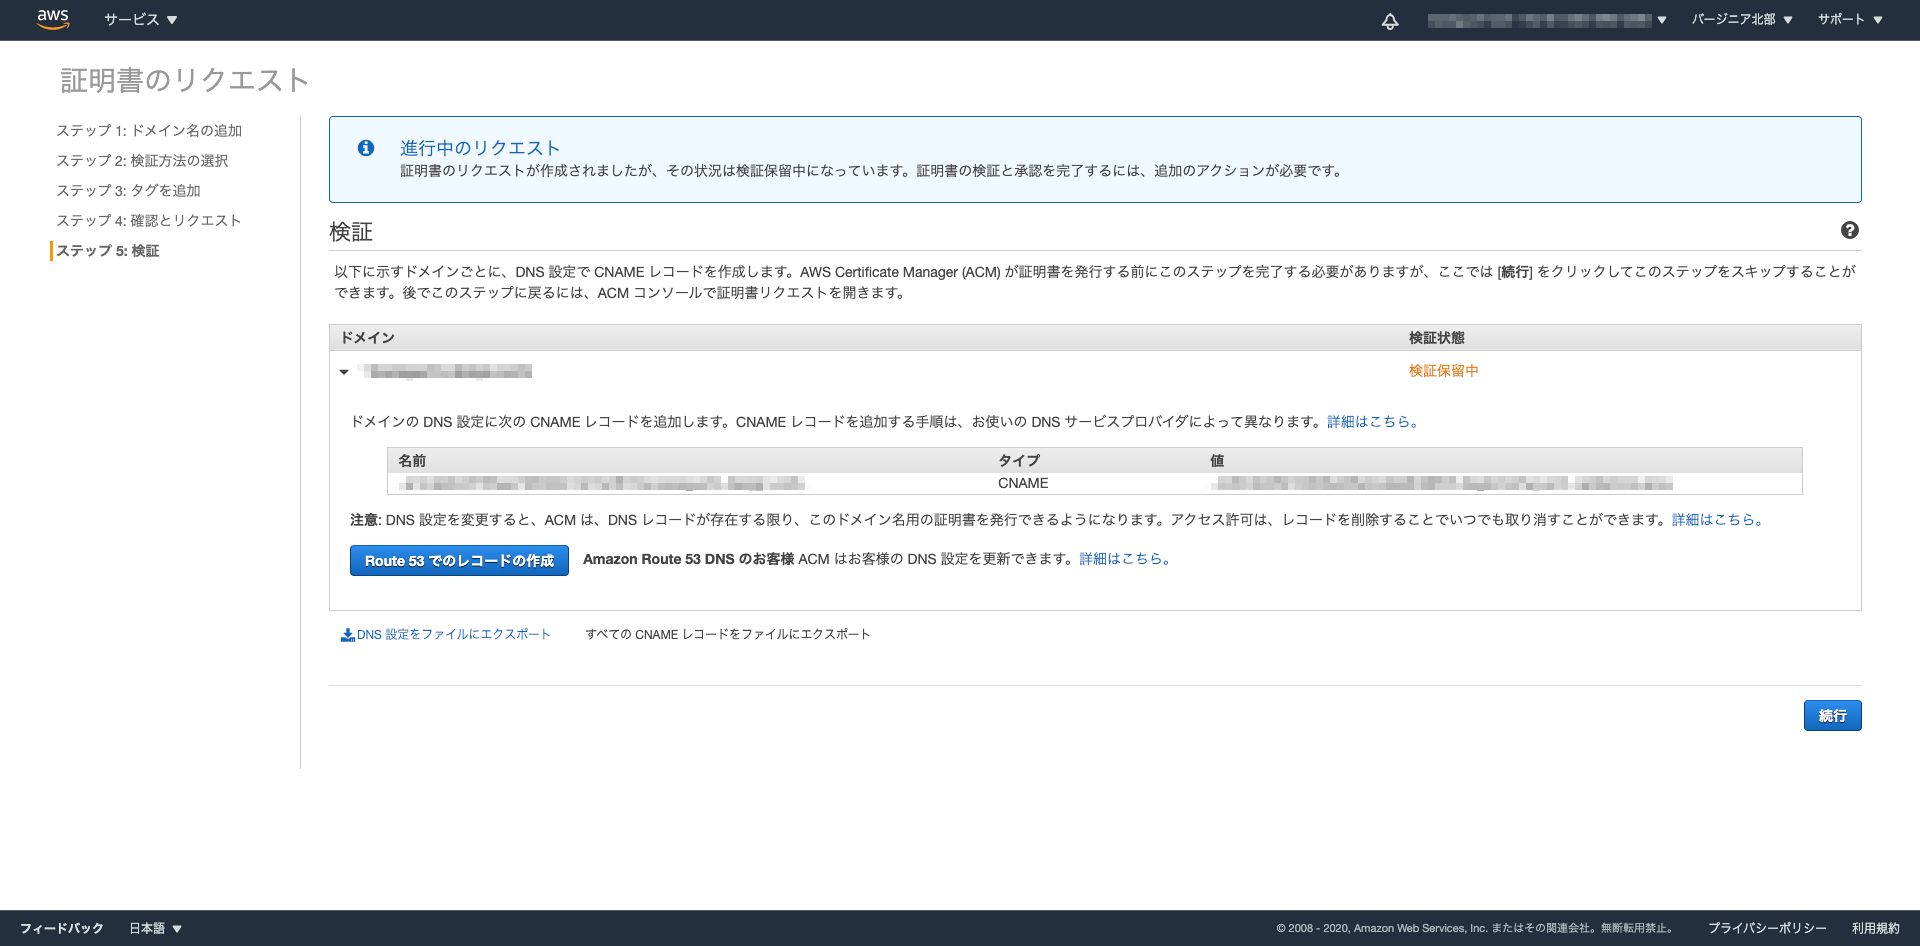 aws サービス バージニア北部 サポート
証明書のリクエスト
ステップ 1: ドメイン名の追加
ステップ 2: 検証方法の選択
ステップ 3: タグを追加
ステップ 4: 確認とリクエスト
ステップ 5: 検証
進行中のリクエスト
証明書のリクエストが作成されましたが、その状況は検証保留中になっています。証明書の検証と承認を完了するには、追加のアクションが必要です。
検証
以下に示すドメインごとに、DNS 設定で CNAME レコードを作成します。AWS Certificate Manager (ACM) が証明書を発行する前にこのステップを完了する必要がありますが、ここでは [続行] をクリックしてこのステップをスキップすることが
できます。後でこのステップに戻るには、ACM コンソールで証明書リクエストを開きます。
ドメイン 検証状態
検証保留中
ドメインの DNS 設定に次の CNAME レコードを追加します。CNAME レコードを追加する手順は、お使いの DNS サービスプロバイダによって異なります。詳細はこちら。
名前 タイプ 値
CNAME
注意: DNS 設定を変更すると、ACM は、DNS レコードが存在する限り、このドメイン名用の証明書を発行できるようになります。アクセス許可は、レコードを削除することでいつでも取り消すことができます。詳細はこちら。
Route 53 でのレコードの作成 Amazon Route 53 DNS のお客様 ACM はお客様の DNS 設定を更新できます。詳細はこちら。
DNS 設定をファイルにエクスポート すべての CNAME レコードをファイルにエクスポート
続行
フィードバック 日本語 © 2008 - 2020, Amazon Web Services, Inc. またはその関連会社。無断転用禁止。 プライバシーポリシー 利用規約